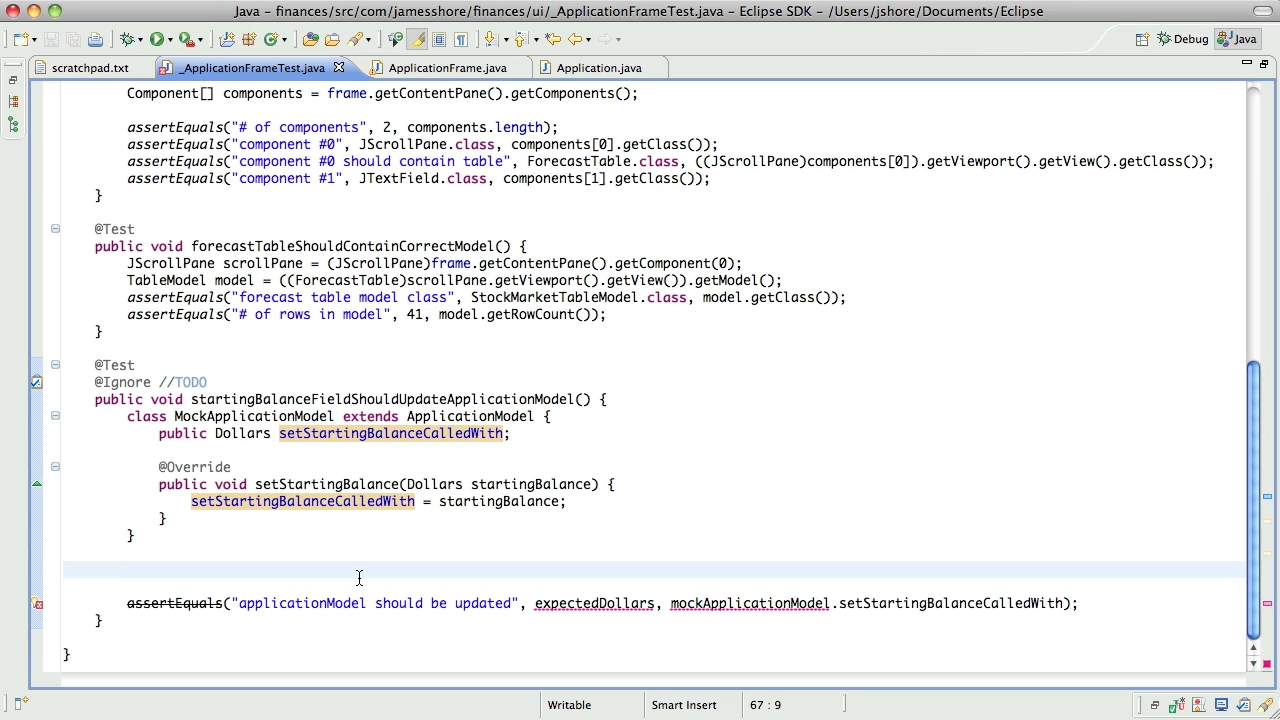 Java – finances/src/com/jamesshore/finances/ui/_ApplicationFrameTest.java – Eclipse SDK – /Users/jshore/Documents/Eclipse
Debug Java
scratchpad.txt _ApplicationFrameTest.java ApplicationFrame.java Application.java
Component[] components = frame.getContentPane().getComponents();
assertEquals("# of components", 2, components.length);
assertEquals("component #0", JScrollPane.class, components[0].getClass());
assertEquals("component #0 should contain table", ForecastTable.class, ((JScrollPane)components[0]).getViewport().getView().getClass());
assertEquals("component #1", JTextField.class, components[1].getClass());
}
@Test
public void forecastTableShouldContainCorrectModel() {
JScrollPane scrollPane = (JScrollPane)frame.getContentPane().getComponent(0);
TableModel model = ((ForecastTable)scrollPane.getViewport().getView()).getModel();
assertEquals("forecast table model class", StockMarketTableModel.class, model.getClass());
assertEquals("# of rows in model", 41, model.getRowCount());
}
@Test
@Ignore //TODO
public void startingBalanceFieldShouldUpdateApplicationModel() {
class MockApplicationModel extends ApplicationModel {
public Dollars setStartingBalanceCalledWith;
@Override
public void setStartingBalance(Dollars startingBalance) {
setStartingBalanceCalledWith = startingBalance;
}
}
assertEquals("applicationModel should be updated", expectedDollars, mockApplicationModel.setStartingBalanceCalledWith);
}
}
Writable Smart Insert 67 : 9